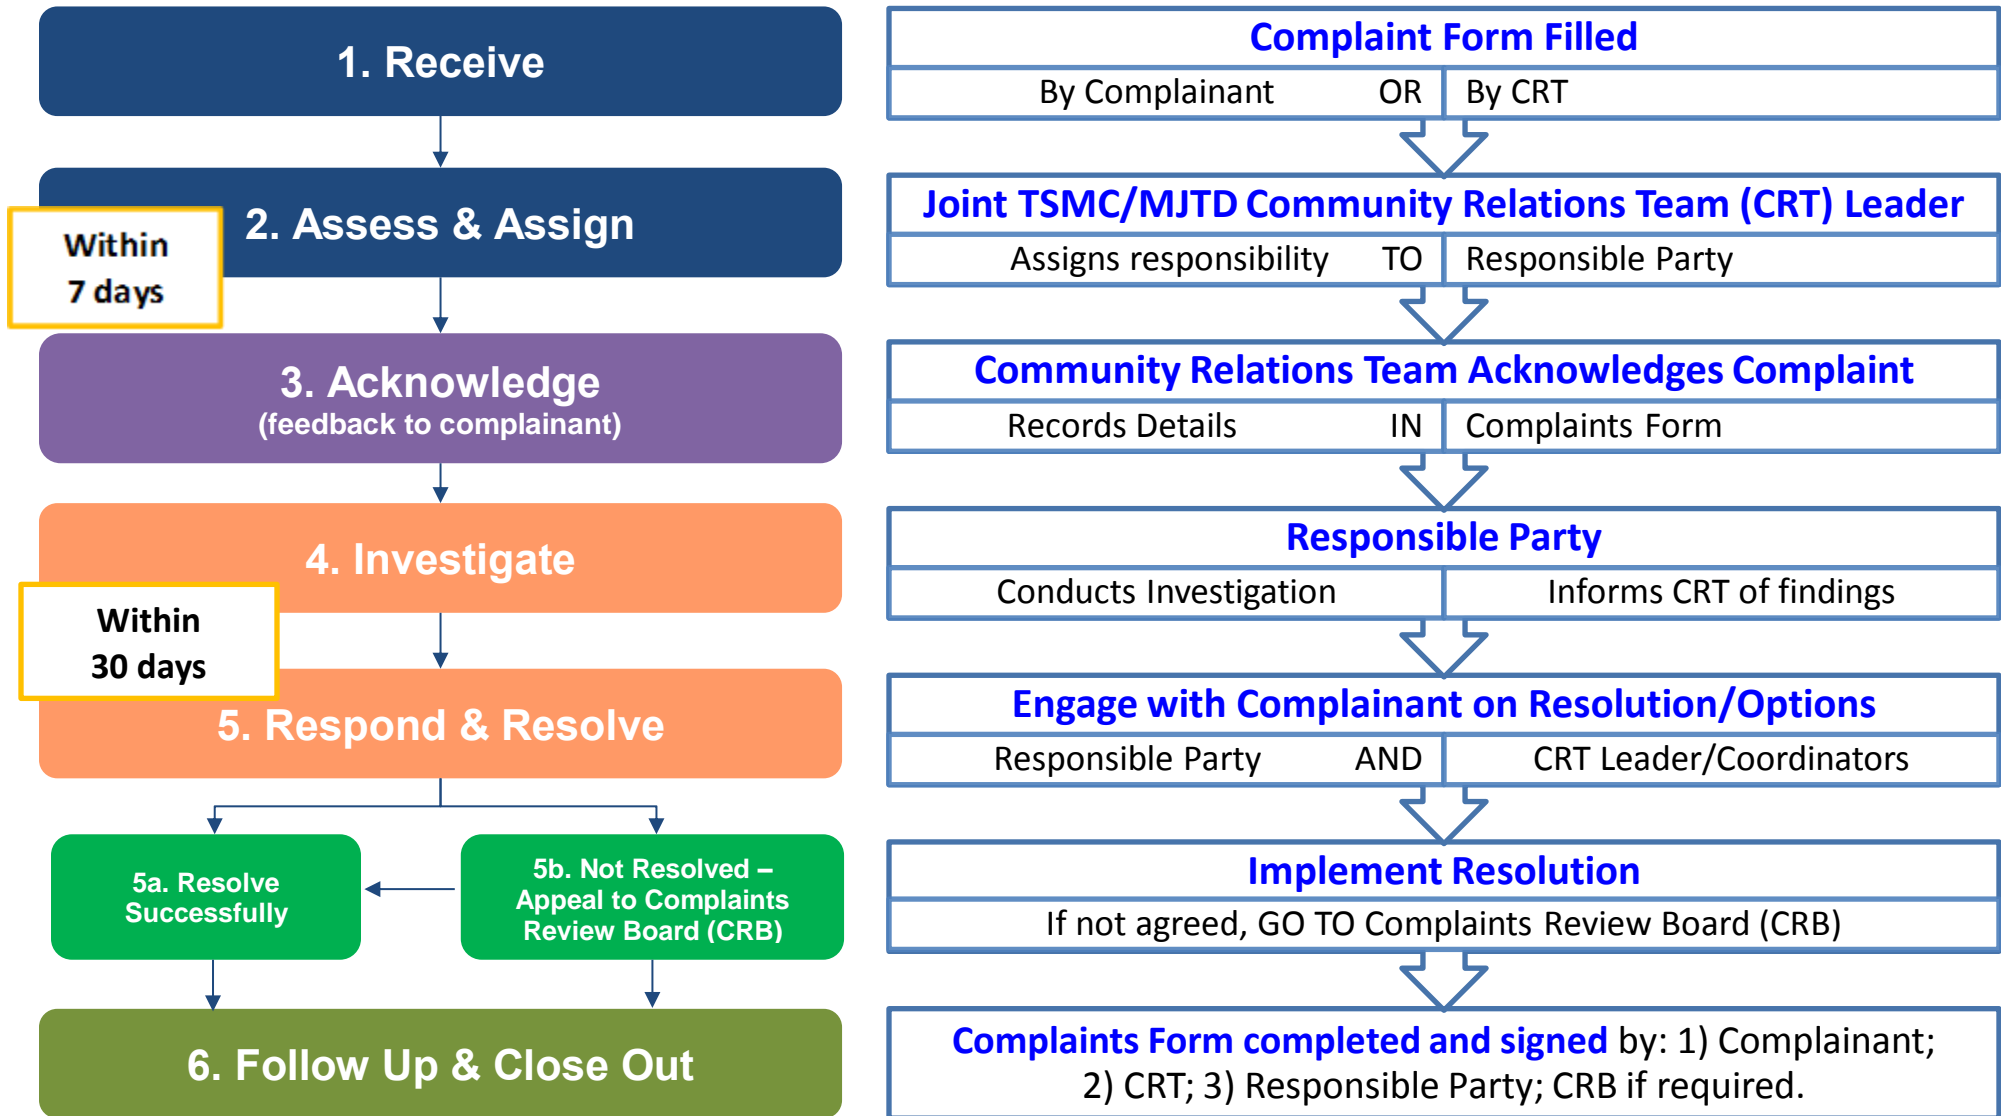 1. Receive
2. Assess & Assign
Within
7 days
3. Acknowledge
(feedback to complainant)
4. Investigate
Within
30 days
5. Respond & Resolve
5a. Resolve
Successfully
5b. Not Resolved –
Appeal to Complaints
Review Board (CRB)
6. Follow Up & Close Out
Complaint Form Filled
By Complainant OR By CRT
Joint TSMC/MJTD Community Relations Team (CRT) Leader
Assigns responsibility TO Responsible Party
Community Relations Team Acknowledges Complaint
Records Details IN Complaints Form
Responsible Party
Conducts Investigation Informs CRT of findings
Engage with Complainant on Resolution/Options
Responsible Party AND CRT Leader/Coordinators
Implement Resolution
If not agreed, GO TO Complaints Review Board (CRB)
Complaints Form completed and signed by: 1) Complainant;
2) CRT; 3) Responsible Party; CRB if required.